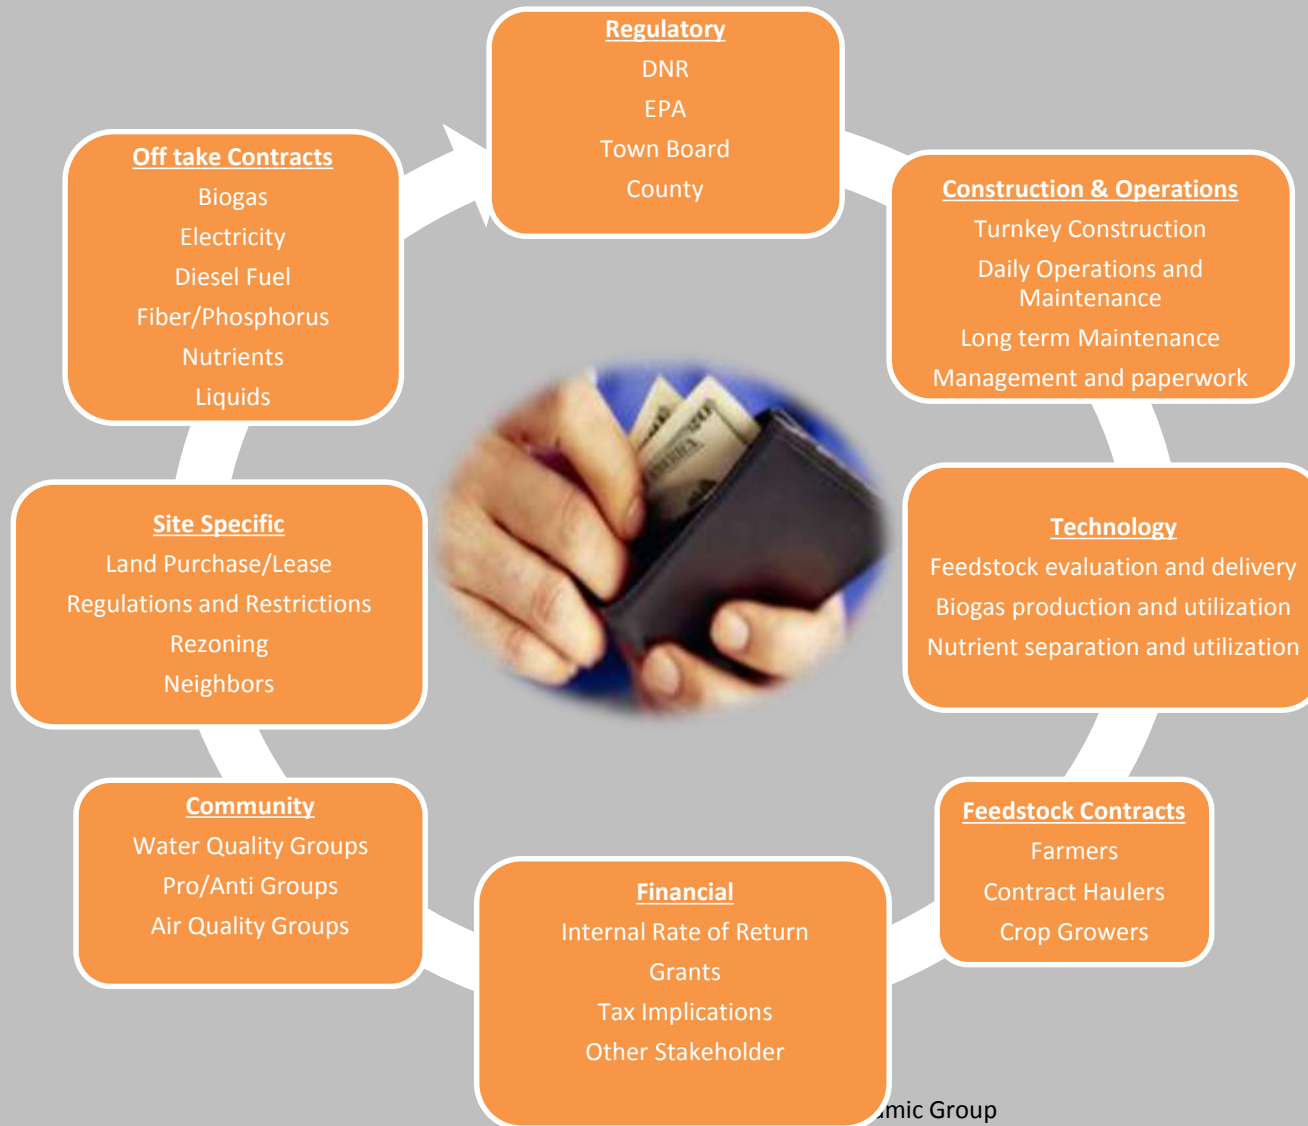 Regulatory
DNR
EPA
Town Board
County
Construction & Operations
Turnkey Construction
Daily Operations and
Maintenance
Long term Maintenance
Management and paperwork
Technology
Feedstock evaluation and delivery
Biogas production and utilization
Nutrient separation and utilization
Feedstock Contracts
Farmers
Contract Haulers
Crop Growers
Financial
Internal Rate of Return
Grants
Tax Implications
Other Stakeholder
Community
Water Quality Groups
Pro/Anti Groups
Air Quality Groups
Site Specific
Land Purchase/Lease
Regulations and Restrictions
Rezoning
Neighbors
Off take Contracts
Biogas
Electricity
Diesel Fuel
Fiber/Phosphorus
Nutrients
Liquids
Group